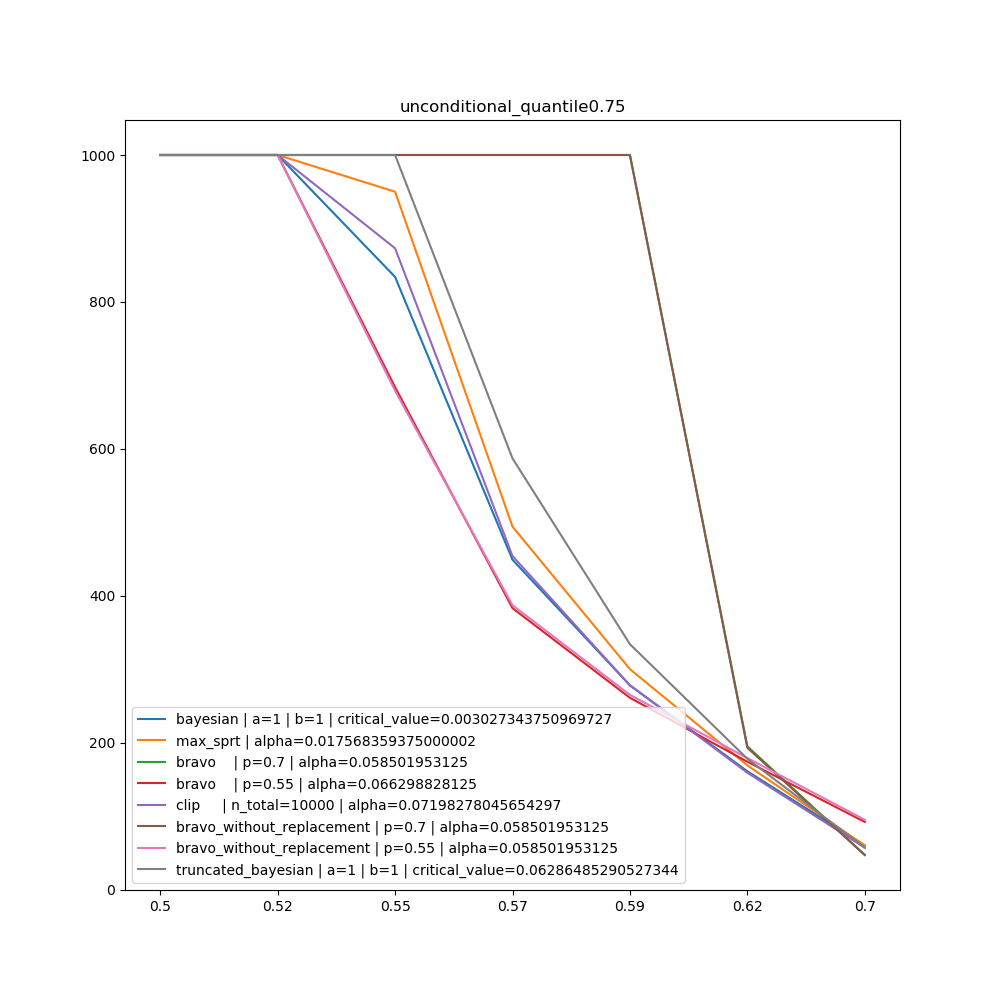 unconditional_quantile0.75
1000
800
600
400
200
0
bayesian | a=1 | b=1 | critical_value=0.003027343750969727
max_sprt | alpha=0.017568359375000002
bravo | p=0.7 | alpha=0.058501953125
bravo | p=0.55 | alpha=0.066298828125
clip | n_total=10000 | alpha=0.07198278045654297
bravo_without_replacement | p=0.7 | alpha=0.058501953125
bravo_without_replacement | p=0.55 | alpha=0.058501953125
truncated_bayesian | a=1 | b=1 | critical_value=0.06286485290527344
0.5 0.52 0.55 0.57 0.59 0.62 0.7